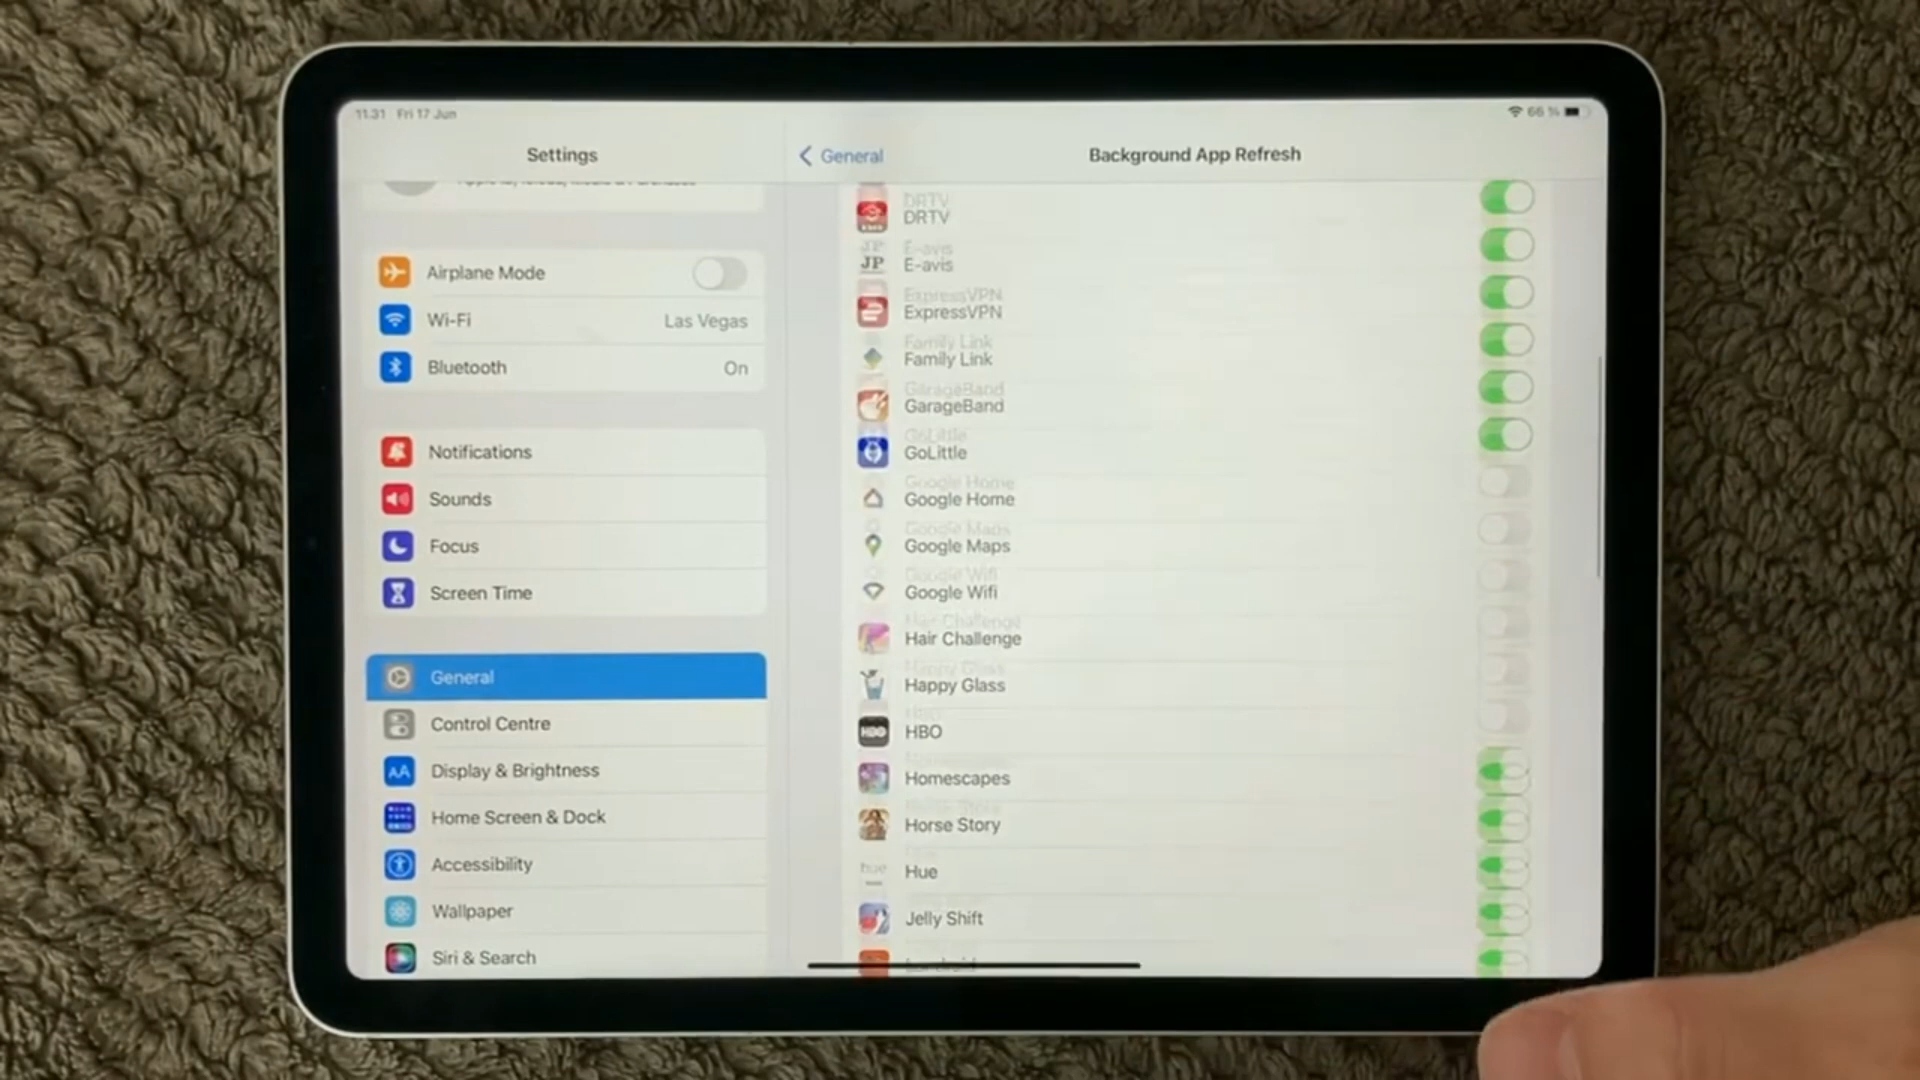 11.31 Fri 17 Jun
66 %
Settings
General
Background App Refresh
Airplane Mode
Wi-Fi
Las Vegas
Bluetooth
On
Notifications
Sounds
Focus
Screen Time
General
Control Centre
Display & Brightness
Home Screen & Dock
Accessibility
Wallpaper
Siri & Search
DRTV
JP
E-avis
ExpressVPN
Family Link
GarageBand
GoLittle
Google Home
Google Maps
Google Wifi
Hair Challenge
Happy Glass
HBO
HBO
Homescapes
Horse Story
hue
Hue
Jelly Shift